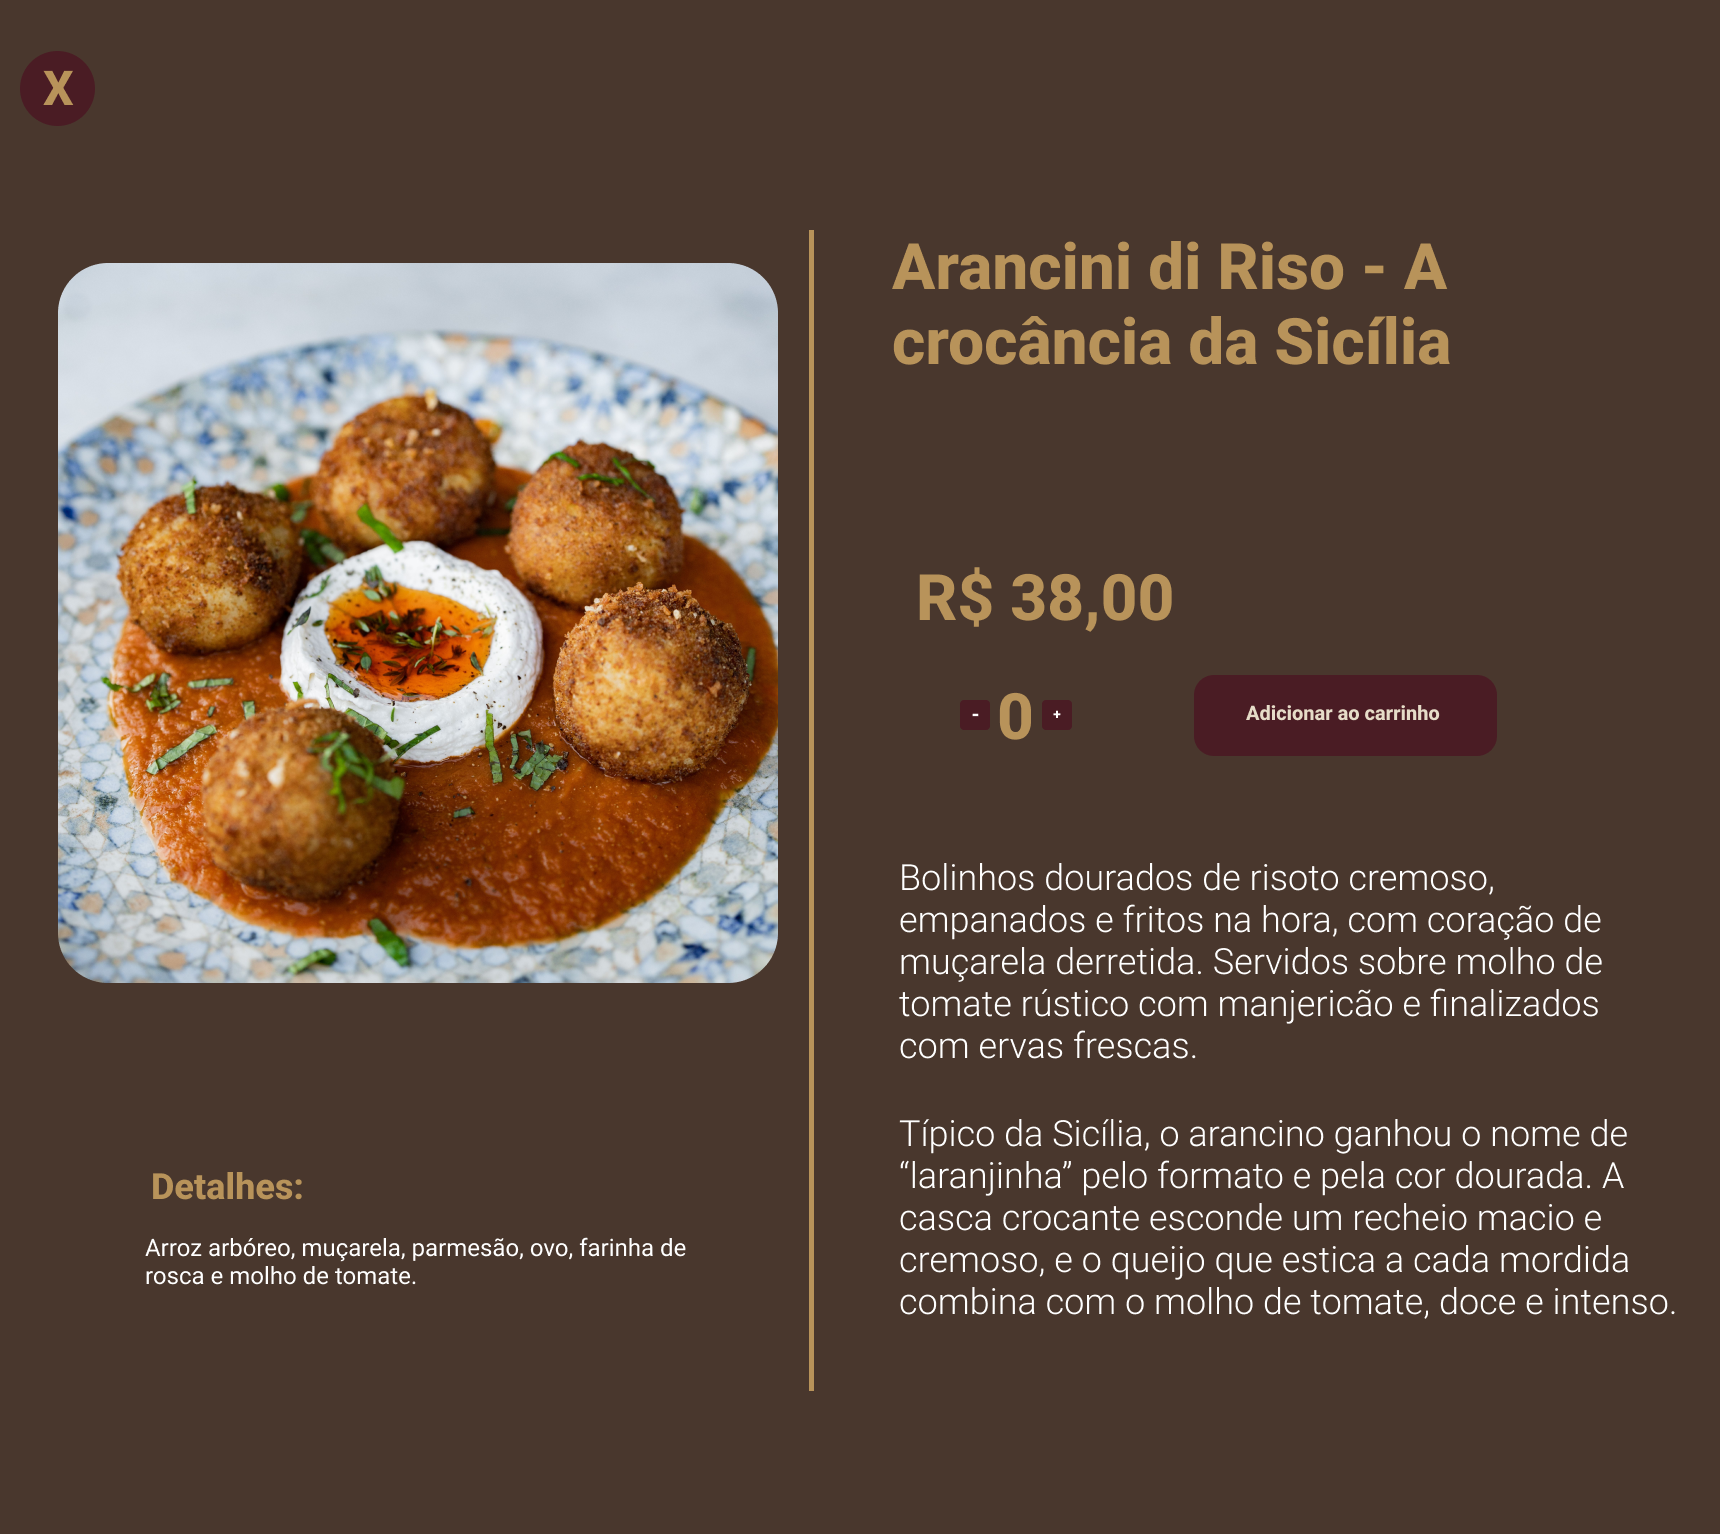 X
Arancini di Riso - A
crocância da Sicília
R$ 38,00
- 0 +
Adicionar ao carrinho
Bolinhos dourados de risoto cremoso,
empanados e fritos na hora, com coração de
muçarela derretida. Servidos sobre molho de
tomate rústico com manjericão e finalizados
com ervas frescas.
Típico da Sicília, o arancino ganhou o nome de
“laranjinha” pelo formato e pela cor dourada. A
casca crocante esconde um recheio macio e
cremoso, e o queijo que estica a cada mordida
combina com o molho de tomate, doce e intenso.
Detalhes:
Arroz arbóreo, muçarela, parmesão, ovo, farinha de
rosca e molho de tomate.